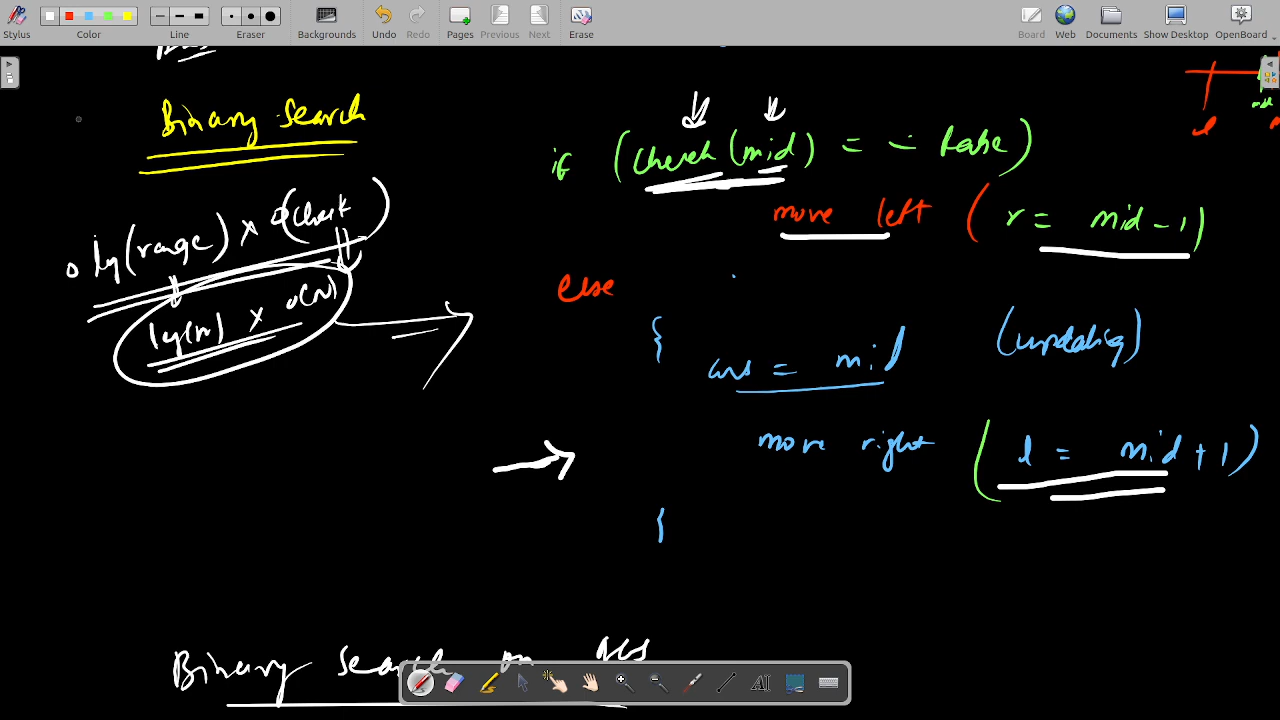 Stylus Color Line Eraser Backgrounds Undo Redo Pages Previous Next Erase Board Web Documents Show Desktop OpenBoard
Binary Search
if (check(mid) == false)
move left (r = mid-1)
O log(range) × O(check)
else
log(n) × O(N)
{
ans = mid (updating)
move right (l = mid+1)
}
Binary Search on ans
l